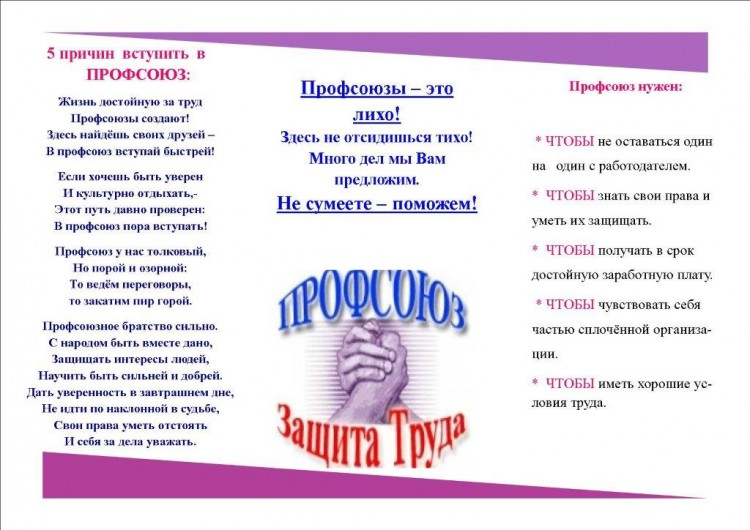 5 причин вступить в
ПРОФСОЮЗ:
Жизнь достойную за труд
Профсоюзы создают!
Здесь найдёшь своих друзей –
В профсоюз вступай быстрей!
Если хочешь быть уверен
И культурно отдыхать,-
Этот путь давно проверен:
В профсоюз пора вступать!
Профсоюз у нас толковый,
Но порой и озорной:
То ведём переговоры,
то закатим пир горой.
Профсоюзное братство сильно.
С народом быть вместе дано,
Защищать интересы людей,
Научить быть сильней и добрей.
Дать уверенность в завтрашнем дне,
Не идти по наклонной в судьбе,
Свои права уметь отстоять
И себя за дела уважать.
Профсоюзы – это
лихо!
Здесь не отсидишься тихо!
Много дел мы Вам
предложим.
Не сумеете – поможем!
ПРОФСОЮЗ
Защита Труда
Профсоюз нужен:
* ЧТОБЫ не оставаться один
на один с работодателем.
* ЧТОБЫ знать свои права и
уметь их защищать.
* ЧТОБЫ получать в срок
достойную заработную плату.
* ЧТОБЫ чувствовать себя
частью сплочённой организа-
ции.
* ЧТОБЫ иметь хорошие ус-
ловия труда.